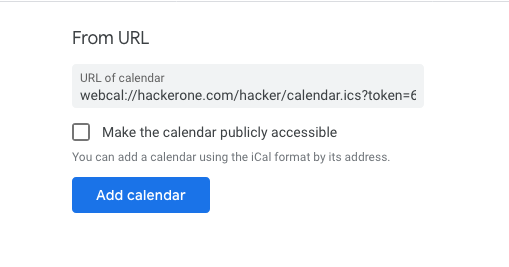 From URL
URL of calendar
webcal://hackerone.com/hacker/calendar.ics?token=6
Make the calendar publicly accessible
You can add a calendar using the iCal format by its address.
Add calendar